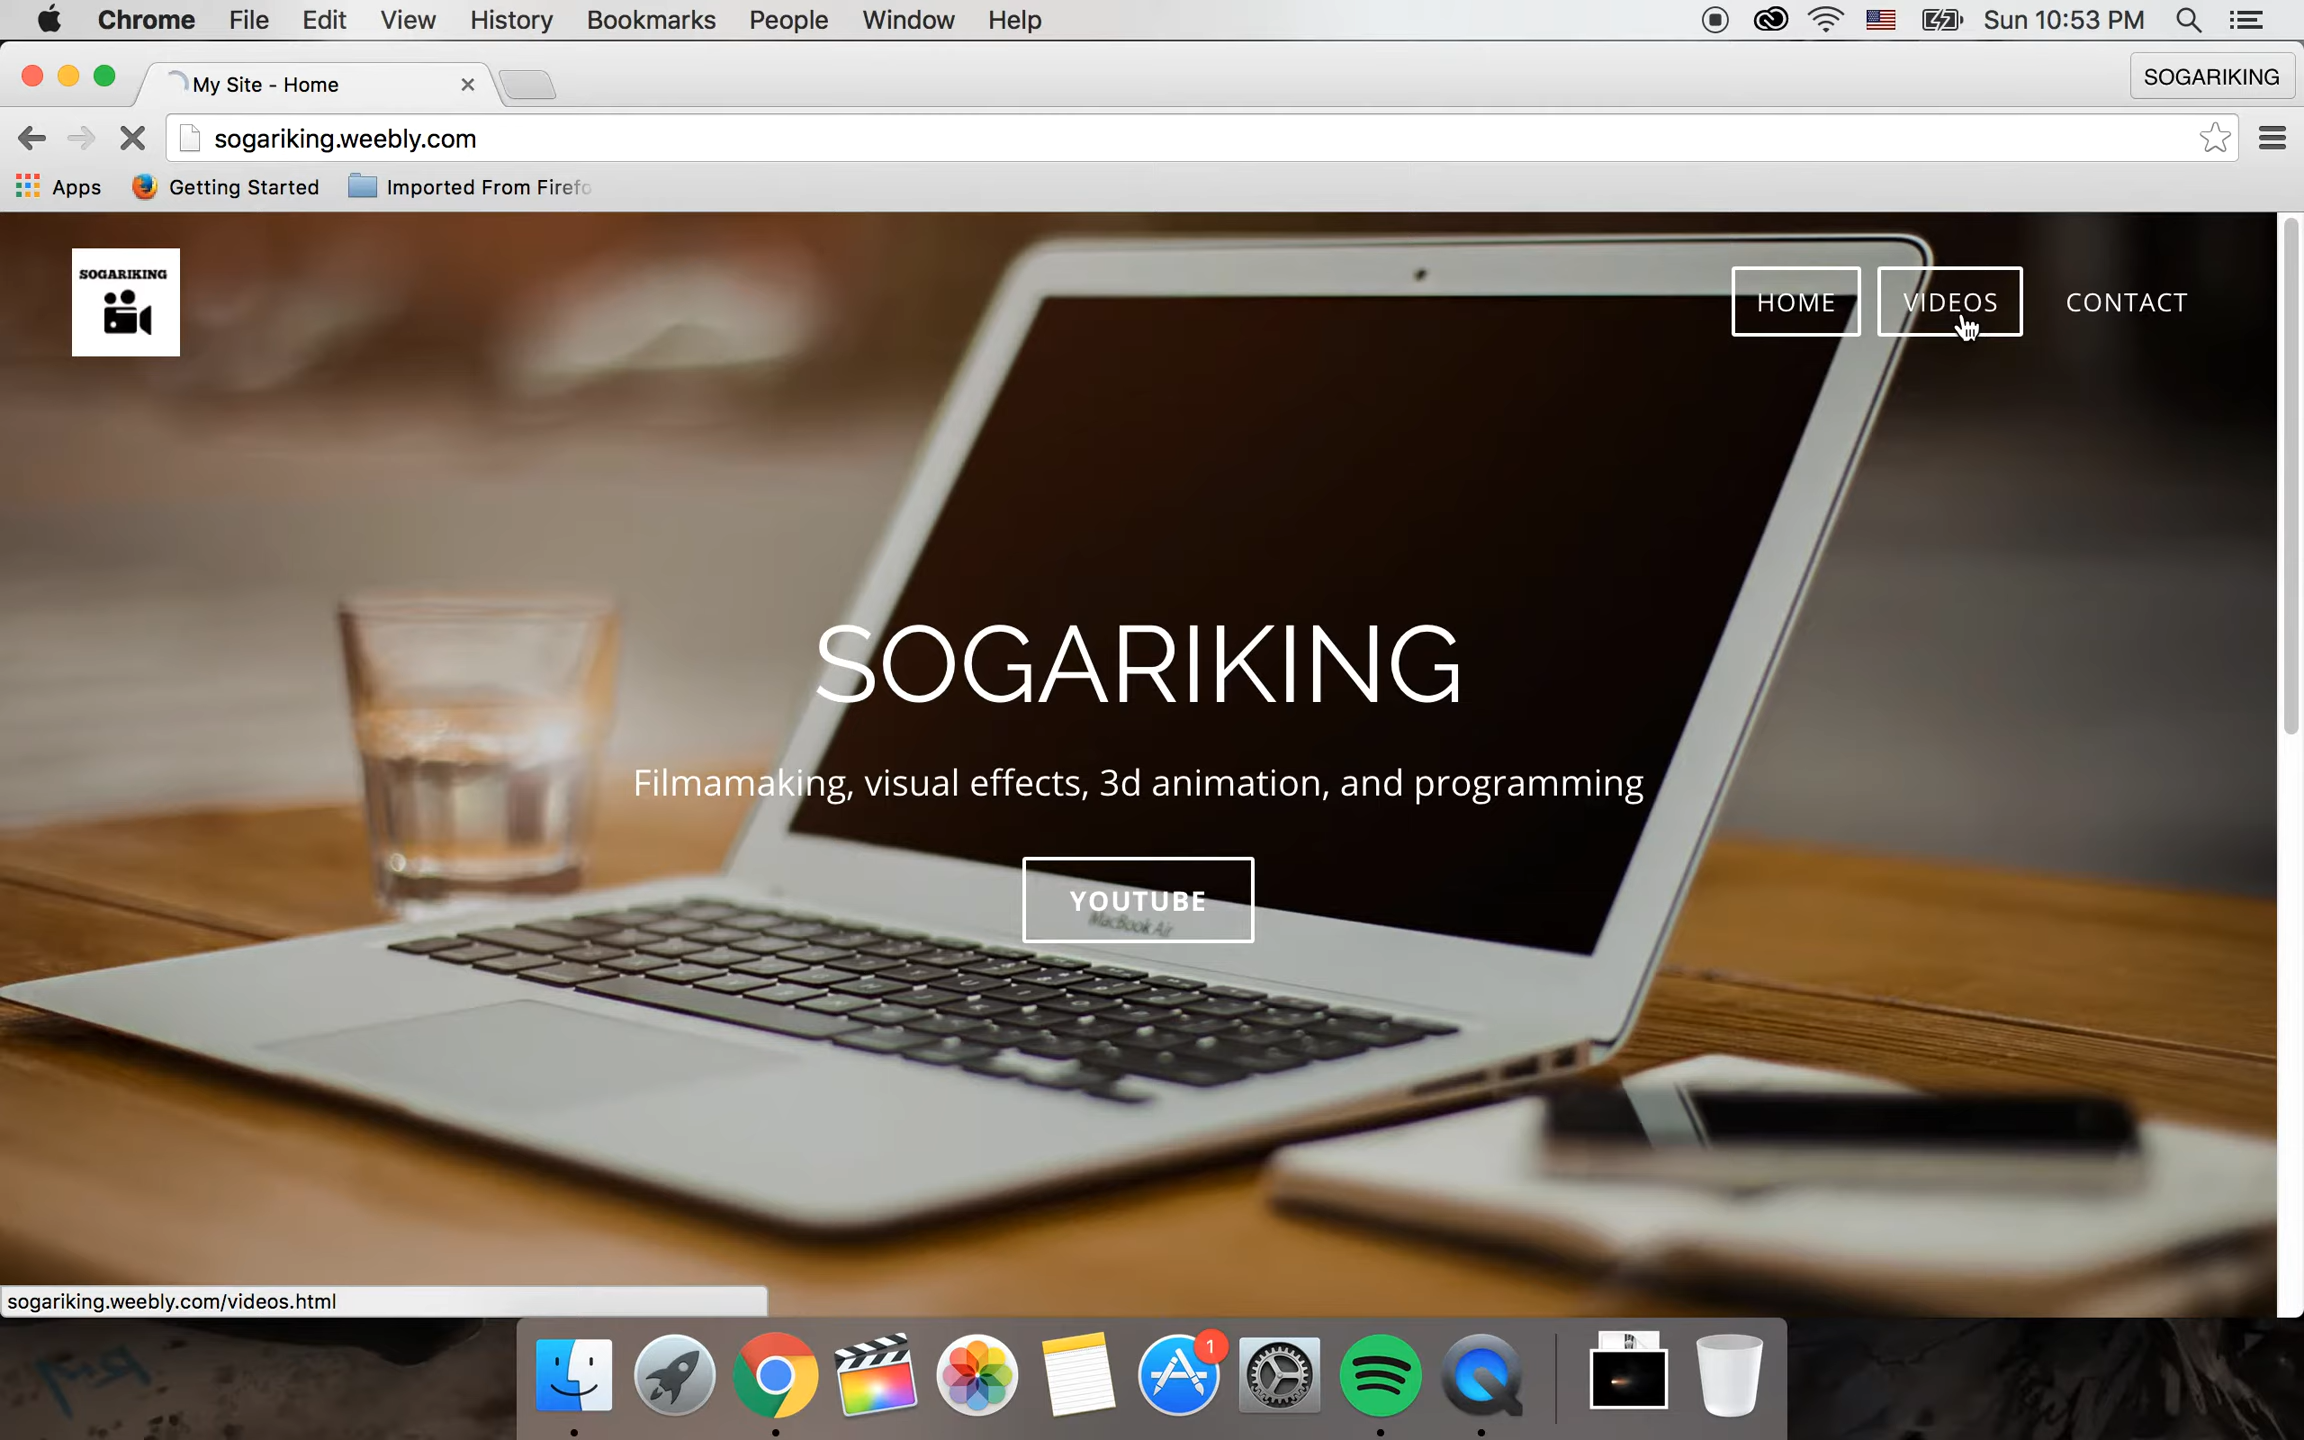 Chrome File Edit View History Bookmarks People Window Help
Sun 10:53 PM
My Site - Home
SOGARIKING
sogariking.weebly.com
Apps Getting Started Imported From Firefo
SOGARIKING
HOME VIDEOS CONTACT
SOGARIKING
Filmamaking, visual effects, 3d animation, and programming
YOUTUBE
MacBook Air
sogariking.weebly.com/videos.html
1